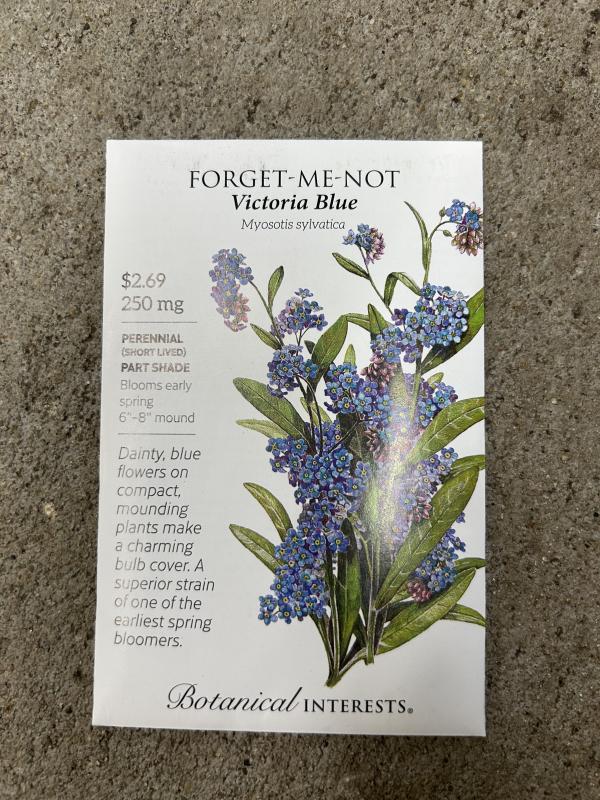 FORGET-ME-NOT
Victoria Blue
Myosotis sylvatica
$2.69
250 mg
PERENNIAL
(SHORT LIVED)
PART SHADE
Blooms early
spring
6"-8" mound
Dainty, blue
flowers on
compact,
mounding
plants make
a charming
bulb cover. A
superior strain
of one of the
earliest spring
bloomers.
Botanical INTERESTS®